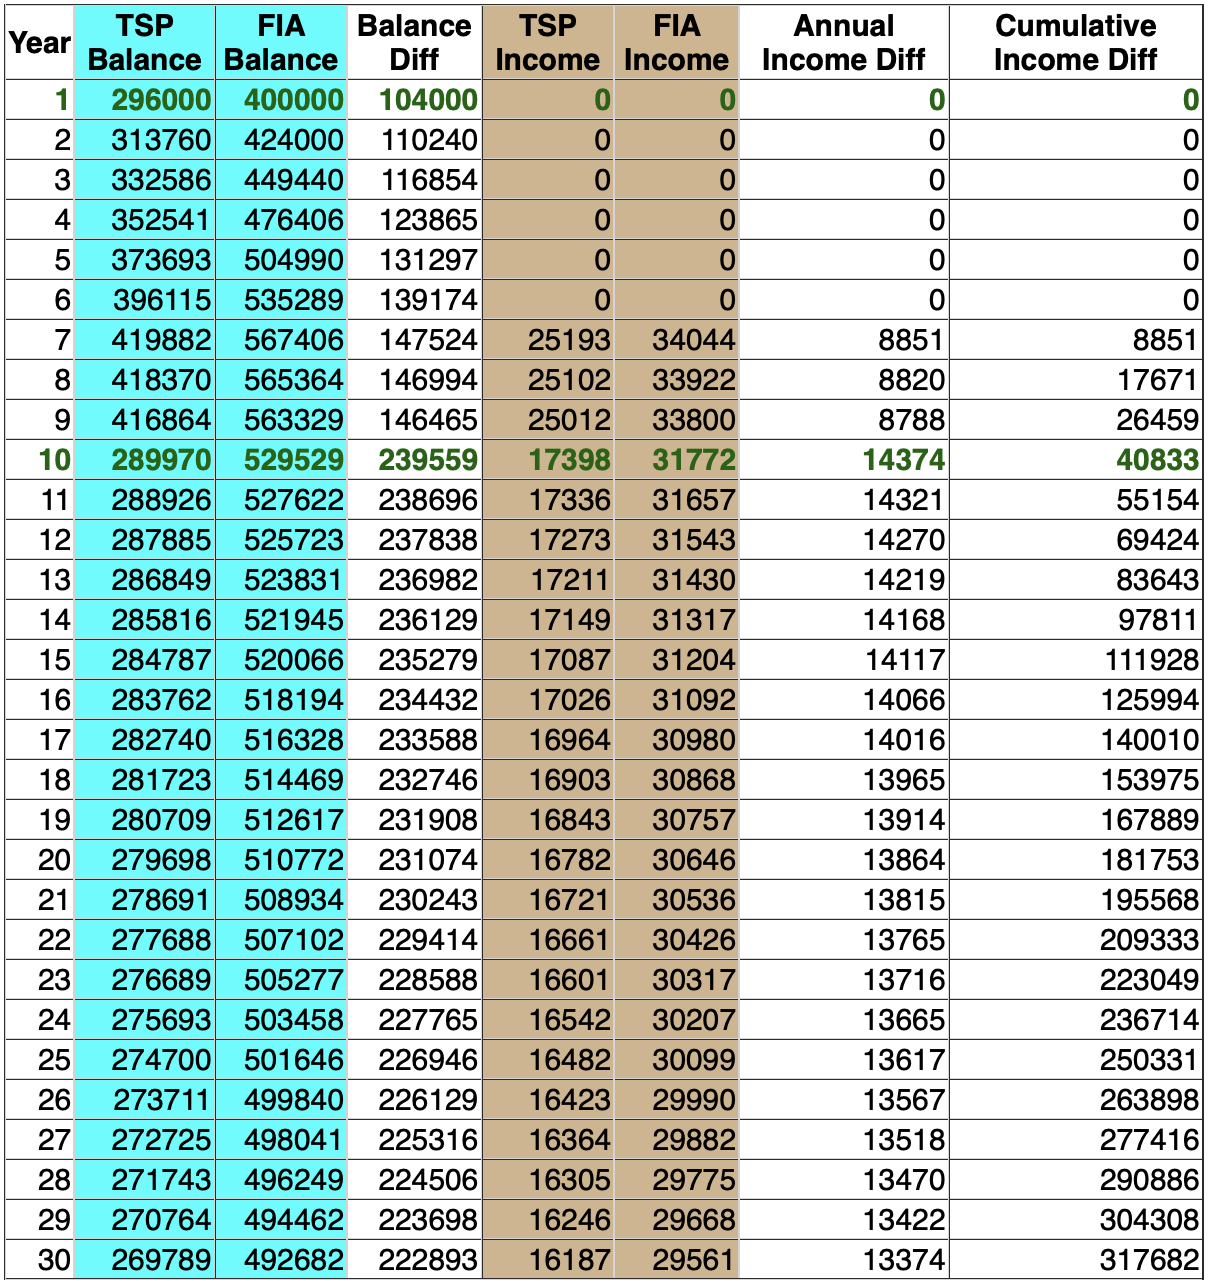 Year TSP Balance FIA Balance Balance Diff TSP Income FIA Income Annual Income Diff Cumulative Income Diff
1 296000 400000 104000 0 0 0 0
2 313760 424000 110240 0 0 0 0
3 332586 449440 116854 0 0 0 0
4 352541 476406 123865 0 0 0 0
5 373693 504990 131297 0 0 0 0
6 396115 535289 139174 0 0 0 0
7 419882 567406 147524 25193 34044 8851 8851
8 418370 565364 146994 25102 33922 8820 17671
9 416864 563329 146465 25012 33800 8788 26459
10 289970 529529 239559 17398 31772 14374 40833
11 288926 527622 238696 17336 31657 14321 55154
12 287885 525723 237838 17273 31543 14270 69424
13 286849 523831 236982 17211 31430 14219 83643
14 285816 521945 236129 17149 31317 14168 97811
15 284787 520066 235279 17087 31204 14117 111928
16 283762 518194 234432 17026 31092 14066 125994
17 282740 516328 233588 16964 30980 14016 140010
18 281723 514469 232746 16903 30868 13965 153975
19 280709 512617 231908 16843 30757 13914 167889
20 279698 510772 231074 16782 30646 13864 181753
21 278691 508934 230243 16721 30536 13815 195568
22 277688 507102 229414 16661 30426 13765 209333
23 276689 505277 228588 16601 30317 13716 223049
24 275693 503458 227765 16542 30207 13665 236714
25 274700 501646 226946 16482 30099 13617 250331
26 273711 499840 226129 16423 29990 13567 263898
27 272725 498041 225316 16364 29882 13518 277416
28 271743 496249 224506 16305 29775 13470 290886
29 270764 494462 223698 16246 29668 13422 304308
30 269789 492682 222893 16187 29561 13374 317682